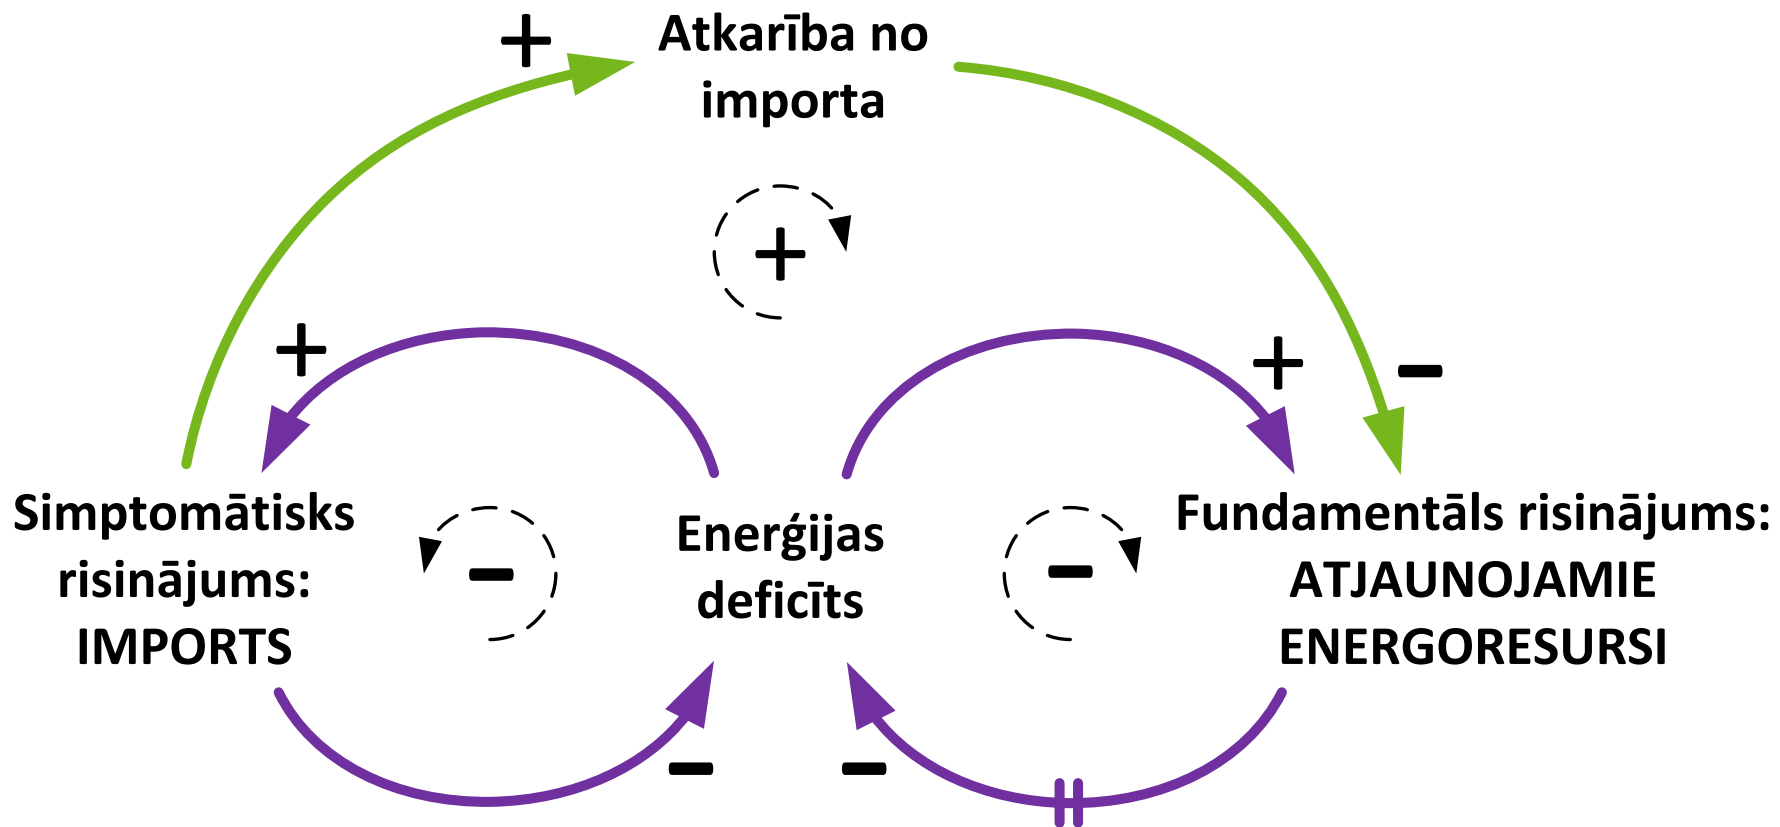 +
Atkarība no
importa
+
+
+
-
Simptomātisks
risinājums:
IMPORTS
-
Enerģijas
deficīts
-
Fundamentāls risinājums:
ATJAUNOJAMIE
ENERGORESURSI
-
-